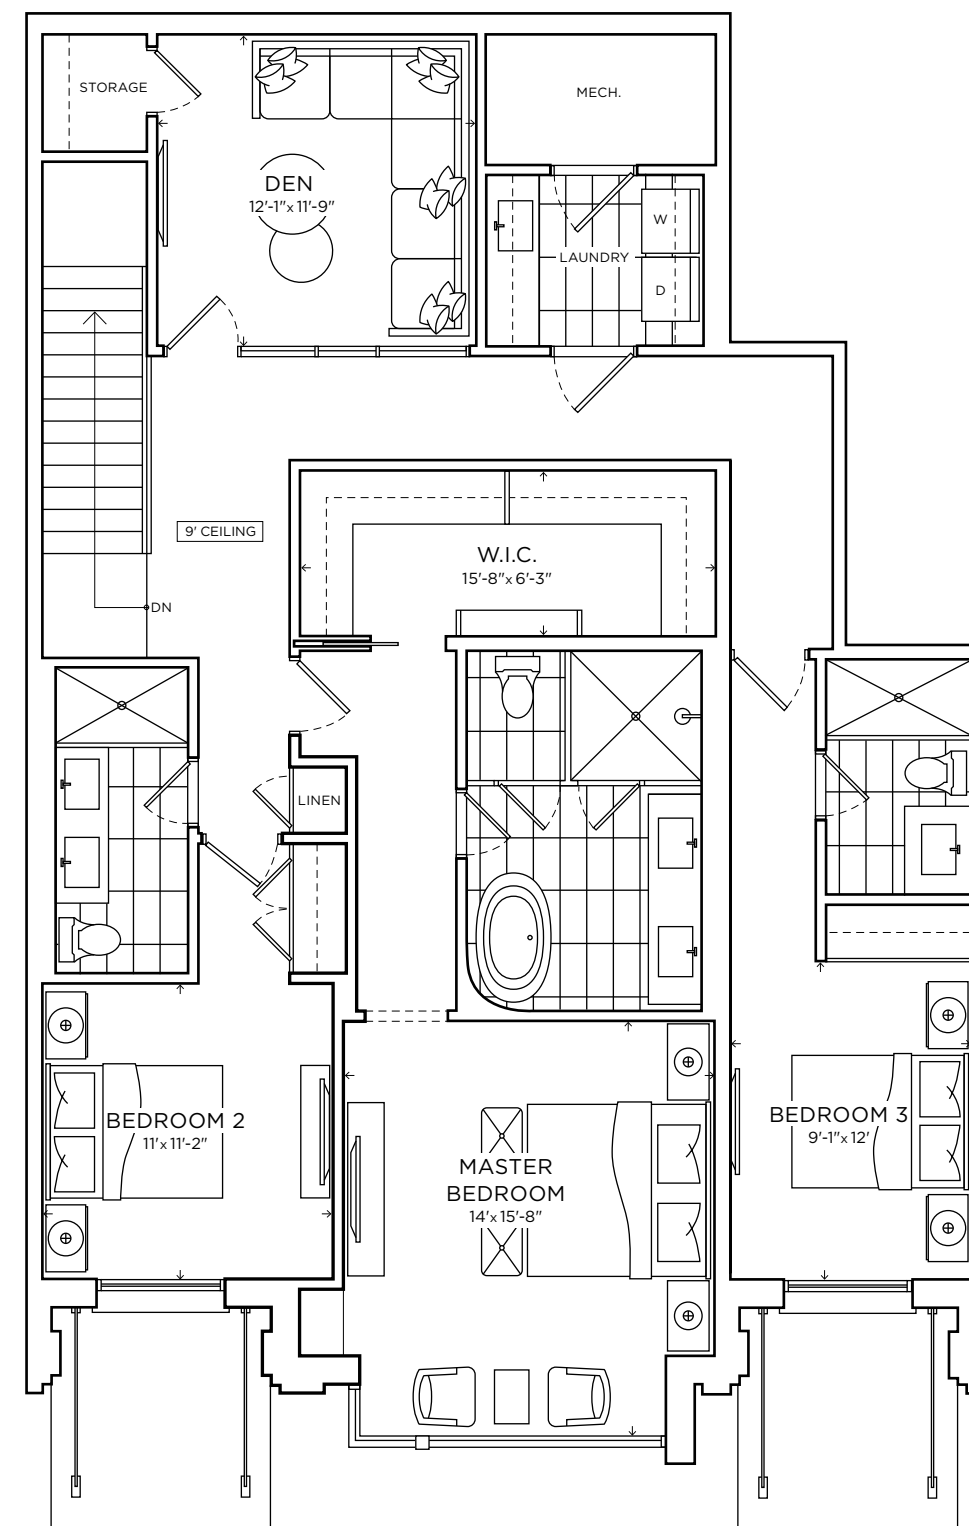 STORAGE
MECH.
DEN
12'-1" x 11'-9"
W
LAUNDRY
D
9' CEILING
W.I.C.
15'-8" x 6'-3"
DN
LINEN
BEDROOM 2
11' x 11'-2"
BEDROOM 3
9'-1" x 12'
MASTER
BEDROOM
14' x 15'-8"